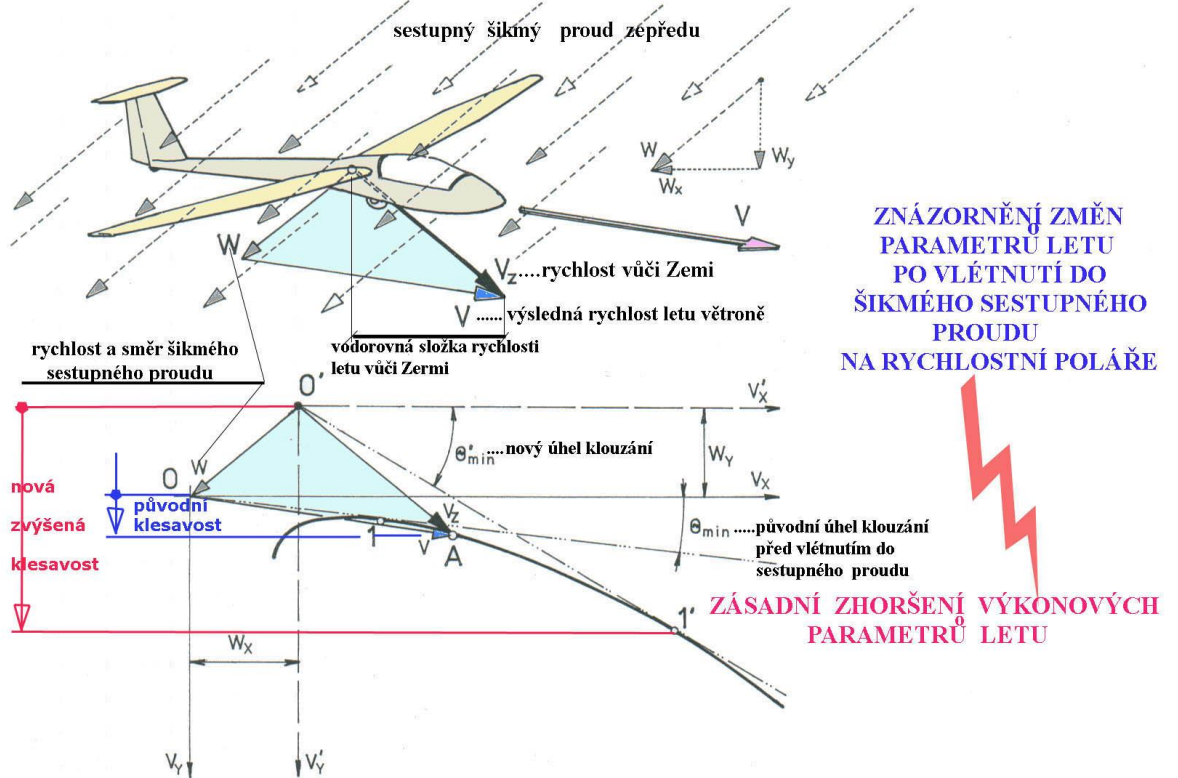 sestupný šikmý proud zepředu
W
Wy
Wx
V
W
Vz....rychlost vůči Zemi
V ...... výsledná rychlost letu větroně
vodorovná složka rychlosti
letu vůči Zermi
rychlost a směr šikmého
sestupného proudu
ZNÁZORNĚNÍ ZMĚN
PARAMETRŮ LETU
PO VLÉTNUTÍ DO
ŠIKMÉHO SESTUPNÉHO
PROUDU
NA RYCHLOSTNÍ POLÁŘE
O'
Vx'
Θ'min ....nový úhel klouzání
Wy
O
W
Vx
nová
zvýšená
klesavost
původní
klesavost
Vz
1
V
A
Θmin .....původní úhel klouzání
před vlétnutím do
sestupného proudu
1'
ZÁSADNÍ ZHORŠENÍ VÝKONOVÝCH
PARAMETRŮ LETU
Wx
Vy
Vy'